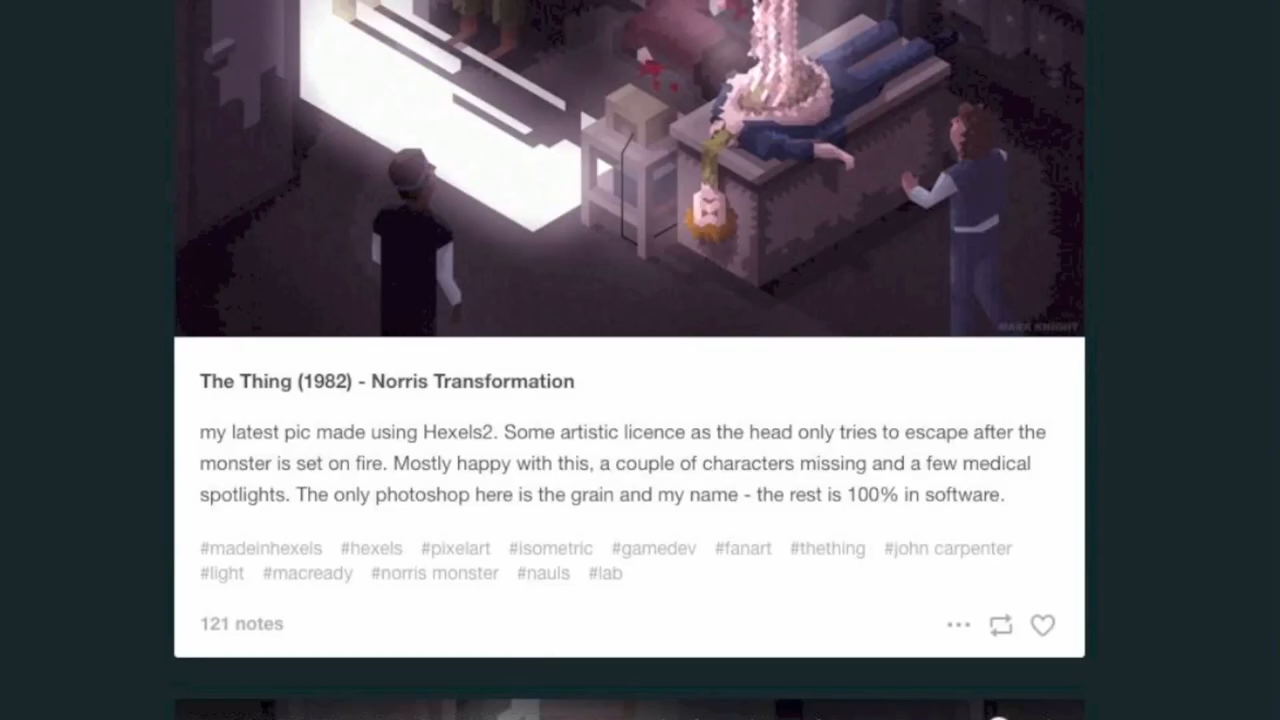 MARK KNIGHT
The Thing (1982) - Norris Transformation
my latest pic made using Hexels2. Some artistic licence as the head only tries to escape after the
monster is set on fire. Mostly happy with this, a couple of characters missing and a few medical
spotlights. The only photoshop here is the grain and my name - the rest is 100% in software.
#madeinhexels #hexels #pixelart #isometric #gamedev #fanart #thething #john carpenter
#light #macready #norris monster #nauls #lab
121 notes